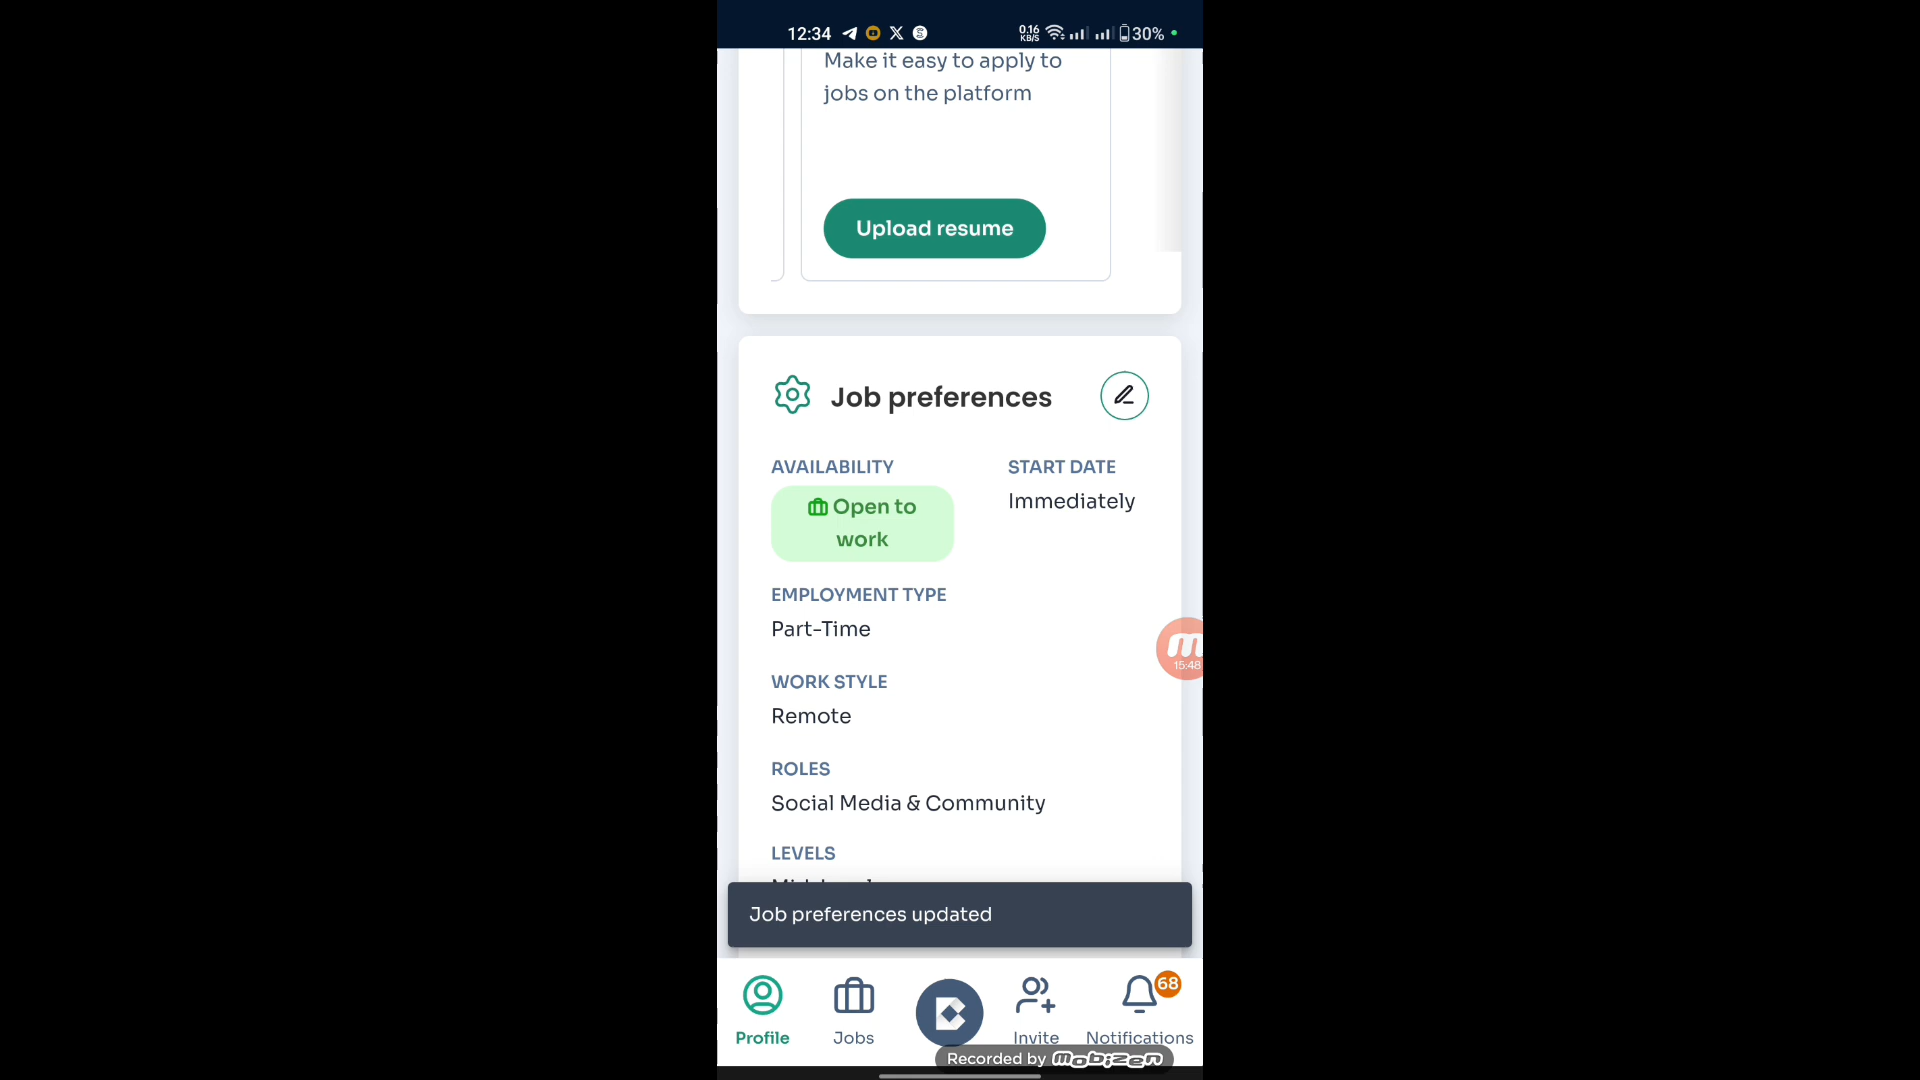 12:34 0.16 KB/S 30%
Make it easy to apply to
jobs on the platform
Upload resume
Job preferences
AVAILABILITY START DATE
Open to Immediately
work
EMPLOYMENT TYPE
Part-Time
15:48
WORK STYLE
Remote
ROLES
Social Media & Community
LEVELS
Job preferences updated
68
Profile Jobs Invite Notifications
Recorded by mobizen